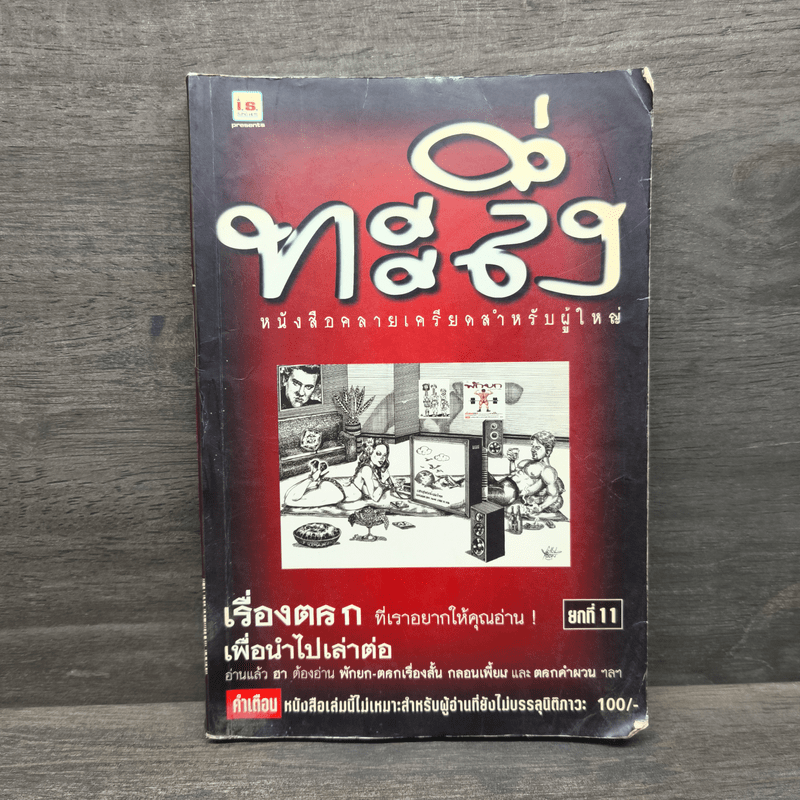 i.s.
presents
ทะลึ่ง
หนังสือคลายเครียดสำหรับผู้ใหญ่
พักยก
เรื่องตลก ที่เราอยากให้คุณอ่าน !
ยกที่ 11
เพื่อนำไปเล่าต่อ
อ่านแล้ว ฮา ต้องอ่าน พักยก-ตลกเรื่องสั้น กลอนเพี้ยน และ ตลกคำผวน ฯลฯ
คำเตือน หนังสือเล่มนี้ไม่เหมาะสำหรับผู้อ่านที่ยังไม่บรรลุนิติภาวะ 100/-